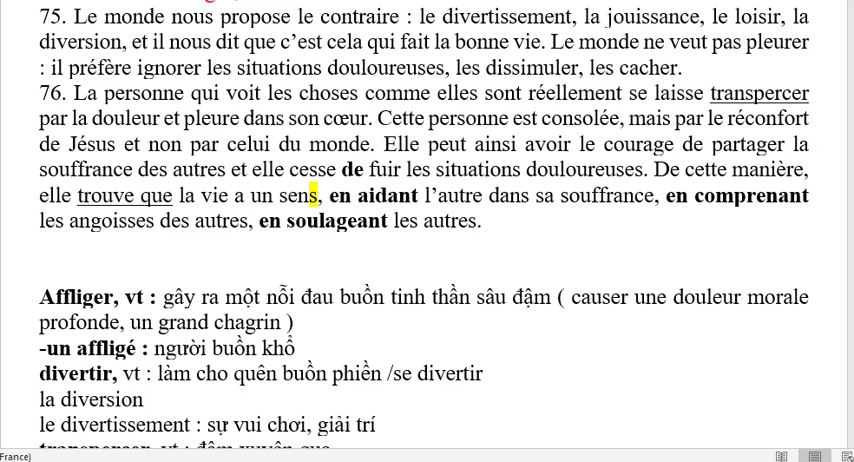 75. Le monde nous propose le contraire : le divertissement, la jouissance, le loisir, la
diversion, et il nous dit que c’est cela qui fait la bonne vie. Le monde ne veut pas pleurer
: il préfère ignorer les situations douloureuses, les dissimuler, les cacher.
76. La personne qui voit les choses comme elles sont réellement se laisse transpercer
par la douleur et pleure dans son cœur. Cette personne est consolée, mais par le réconfort
de Jésus et non par celui du monde. Elle peut ainsi avoir le courage de partager la
souffrance des autres et elle cesse de fuir les situations douloureuses. De cette manière,
elle trouve que la vie a un sens, en aidant l’autre dans sa souffrance, en comprenant
les angoisses des autres, en soulageant les autres.
Affliger, vt : gây ra một nỗi đau buồn tinh thần sâu đậm ( causer une douleur morale
profonde, un grand chagrin )
-un affligé : người buồn khổ
divertir, vt : làm cho quên buồn phiền /se divertir
la diversion
le divertissement : sự vui chơi, giải trí
transpercer, vt : đâm xuyên qua
France)